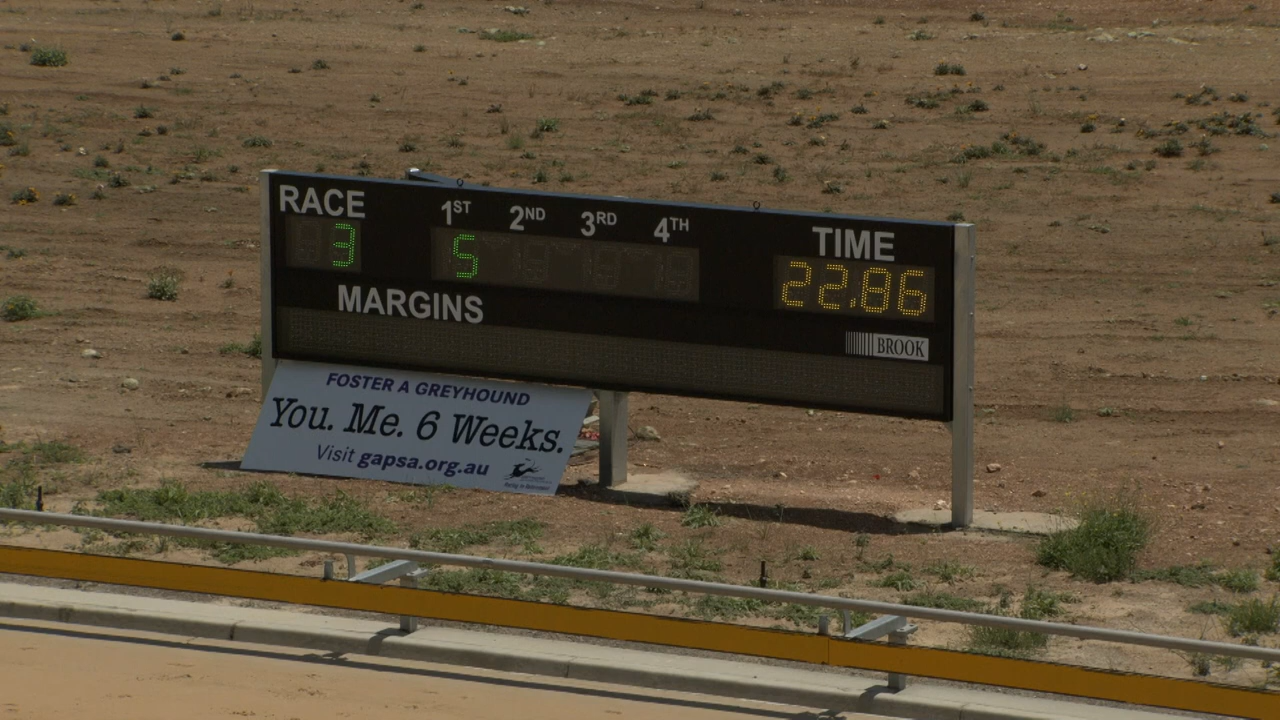 RACE 1ST 2ND 3RD 4TH TIME
3 5 22.86
MARGINS
BROOK
FOSTER A GREYHOUND
You. Me. 6 Weeks.
Visit gapsa.org.au